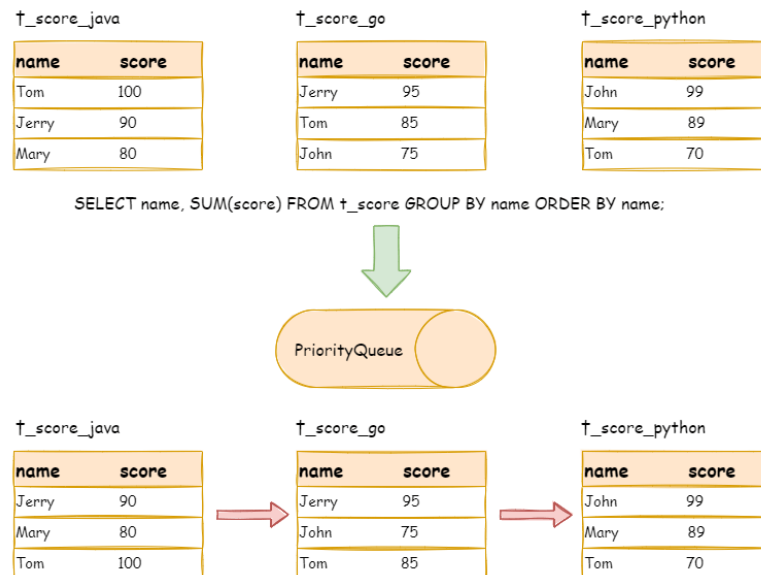 t_score_java t_score_go t_score_python
name score name score name score
Tom 100 Jerry 95 John 99
Jerry 90 Tom 85 Mary 89
Mary 80 John 75 Tom 70
SELECT name, SUM(score) FROM t_score GROUP BY name ORDER BY name;
PriorityQueue
t_score_java t_score_go t_score_python
name score name score name score
Jerry 90 Jerry 95 John 99
Mary 80 John 75 Mary 89
Tom 100 Tom 85 Tom 70